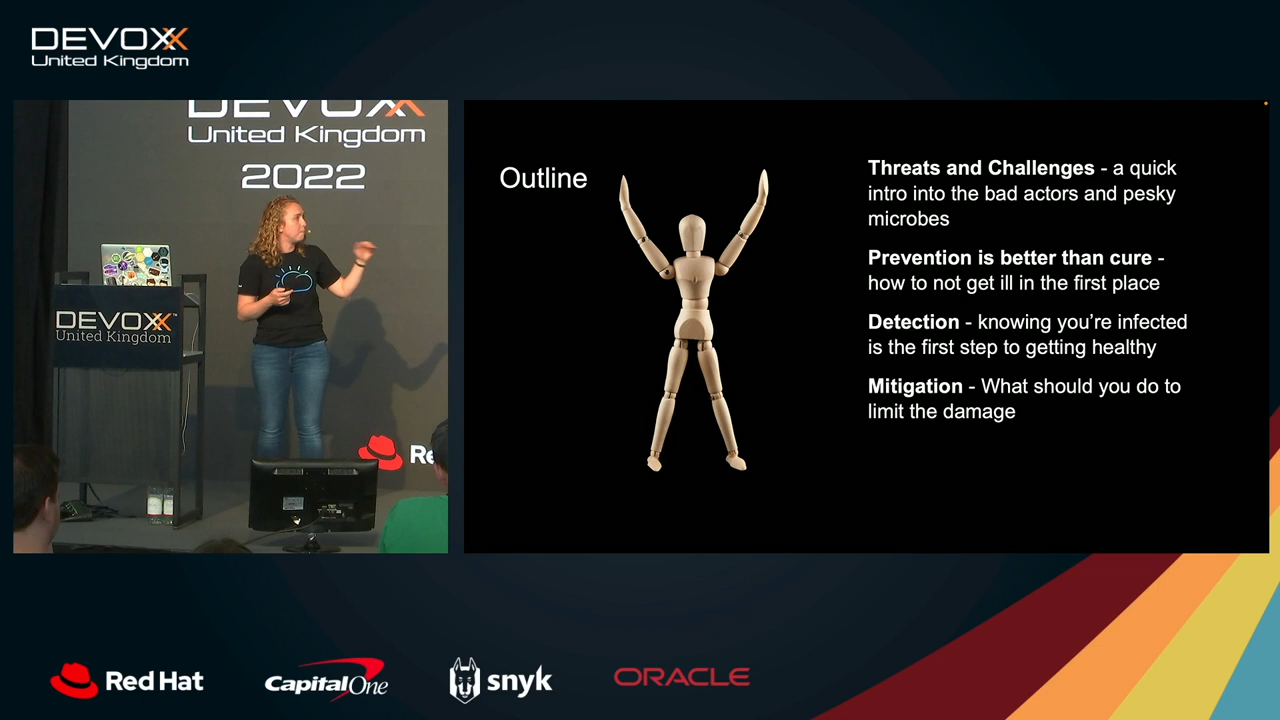 DEVOXX
United Kingdom
DEVOXX
United Kingdom
2022
DEVOXX™
United Kingdom
Re
Outline
Threats and Challenges - a quick
intro into the bad actors and pesky
microbes
Prevention is better than cure -
how to not get ill in the first place
Detection - knowing you're infected
is the first step to getting healthy
Mitigation - What should you do to
limit the damage
Red Hat
Capital One
snyk
ORACLE